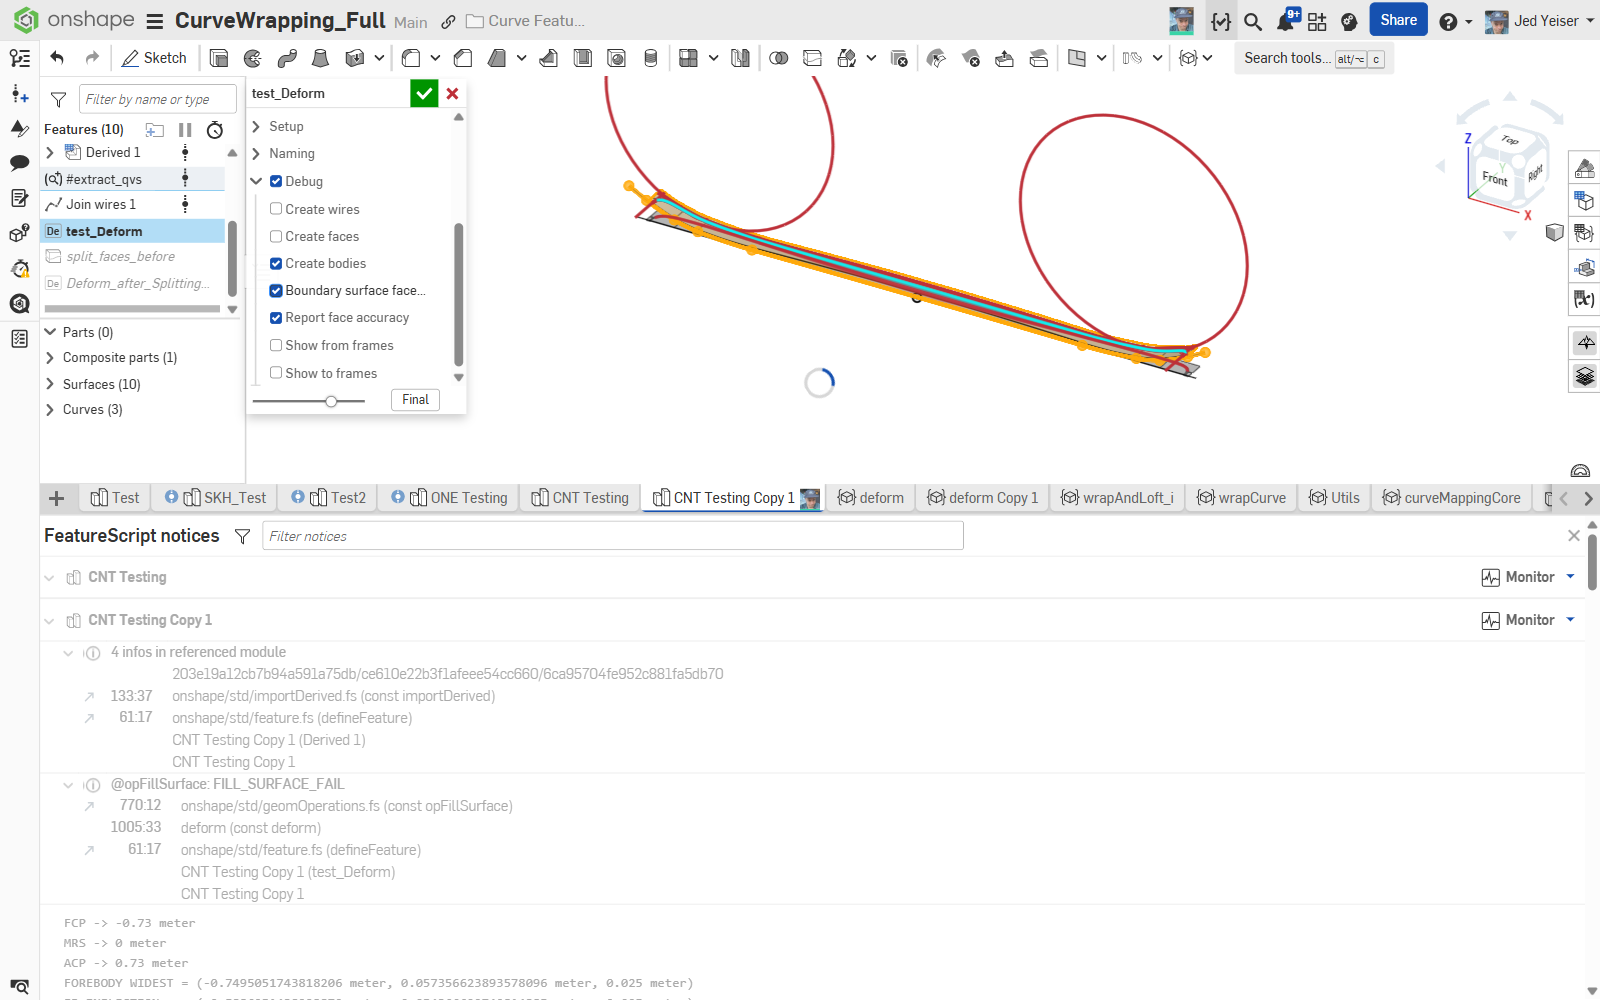 onshape
CurveWrapping_Full
Main
Curve Featu...
9+
Share
Jed Yeiser
Sketch
Search tools...
alt/⌥
c
Filter by name or type
Features (10)
Derived 1
#extract_qvs
Join wires 1
De
test_Deform
split_faces_before
De
Deform_after_Splitting...
Parts (0)
Composite parts (1)
Surfaces (10)
Curves (3)
test_Deform
Setup
Naming
Debug
Create wires
Create faces
Create bodies
Boundary surface face...
Report face accuracy
Show from frames
Show to frames
Final
Z
Top
Y
Front
Right
X
Test
SKH_Test
Test2
ONE Testing
CNT Testing
CNT Testing Copy 1
deform
deform Copy 1
wrapAndLoft_i
wrapCurve
Utils
curveMappingCore
FeatureScript notices
Filter notices
CNT Testing
Monitor
CNT Testing Copy 1
Monitor
4 infos in referenced module
203e19a12cb7b94a591a75db/ce610e22b3f1afeee54cc660/6ca95704fe952c881fa5db70
133:37 onshape/std/importDerived.fs (const importDerived)
61:17 onshape/std/feature.fs (defineFeature)
CNT Testing Copy 1 (Derived 1)
CNT Testing Copy 1
@opFillSurface: FILL_SURFACE_FAIL
770:12 onshape/std/geomOperations.fs (const opFillSurface)
1005:33 deform (const deform)
61:17 onshape/std/feature.fs (defineFeature)
CNT Testing Copy 1 (test_Deform)
CNT Testing Copy 1
FCP -> -0.73 meter
MRS -> 0 meter
ACP -> 0.73 meter
FOREBODY WIDEST = (-0.7495051743818206 meter, 0.057356623893578096 meter, 0.025 meter)